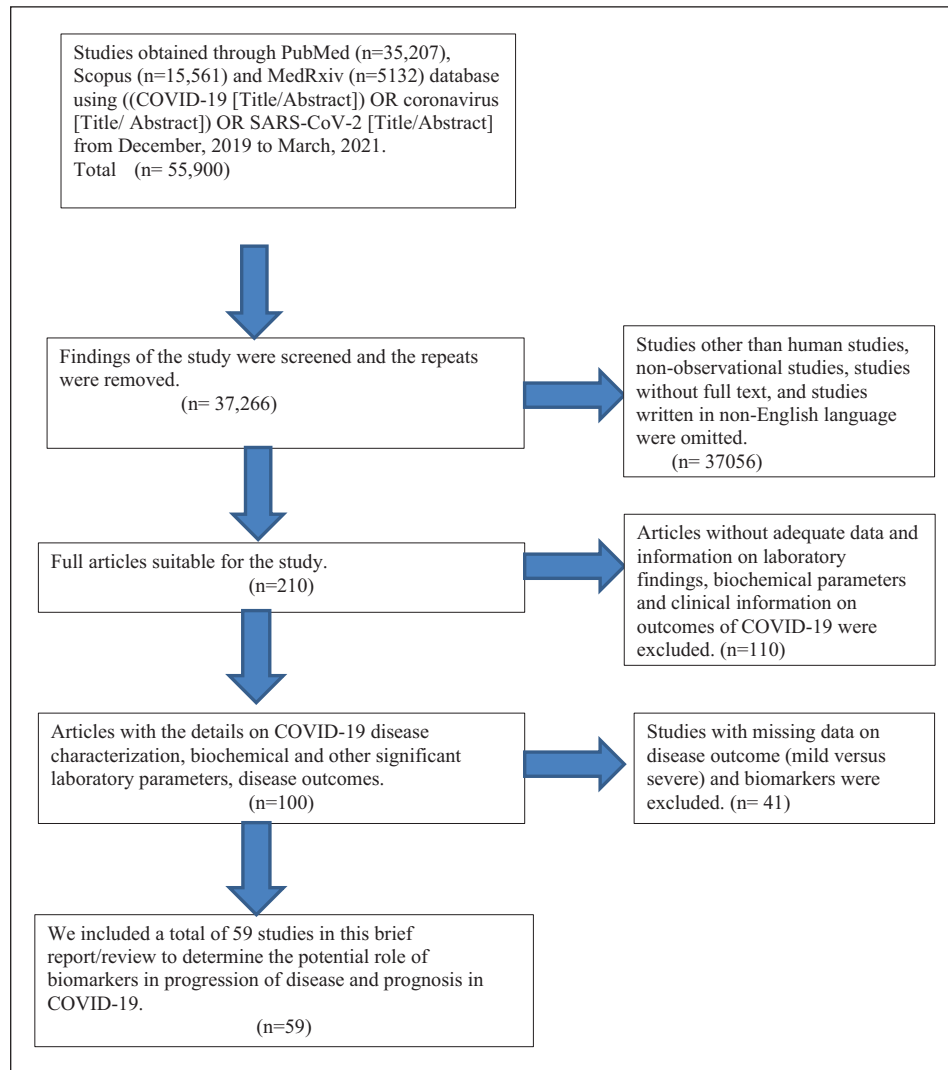 Studies obtained through PubMed (n=35,207),
Scopus (n=15,561) and MedRxiv (n=5132) database
using ((COVID-19 [Title/Abstract]) OR coronavirus
[Title/ Abstract]) OR SARS-CoV-2 [Title/Abstract]
from December, 2019 to March, 2021.
Total (n= 55,900)
Findings of the study were screened and the repeats
were removed.
(n= 37,266)
Studies other than human studies,
non-observational studies, studies
without full text, and studies
written in non-English language
were omitted.
(n= 37056)
Full articles suitable for the study.
(n=210)
Articles without adequate data and
information on laboratory
findings, biochemical parameters
and clinical information on
outcomes of COVID-19 were
excluded. (n=110)
Articles with the details on COVID-19 disease
characterization, biochemical and other significant
laboratory parameters, disease outcomes.
(n=100)
Studies with missing data on
disease outcome (mild versus
severe) and biomarkers were
excluded. (n= 41)
We included a total of 59 studies in this brief
report/review to determine the potential role of
biomarkers in progression of disease and prognosis in
COVID-19.
(n=59)